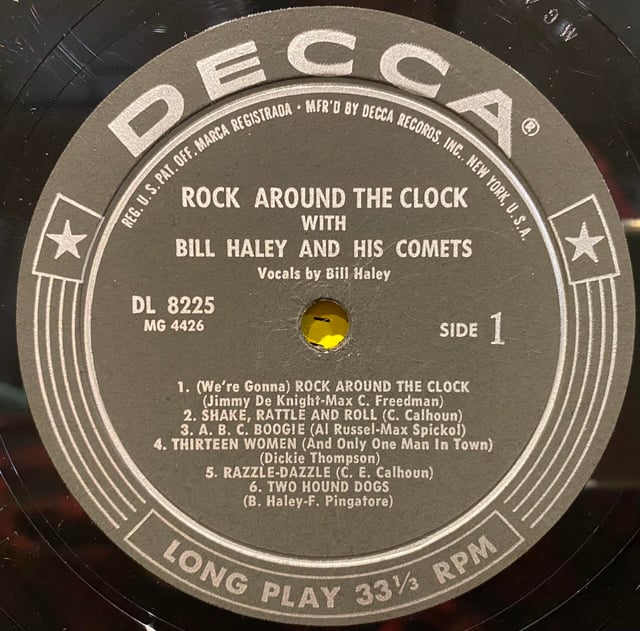 DECCA®
REG. U.S. PAT. OFF. MARCA REGISTRADA • MFR'D BY DECCA RECORDS, INC., NEW YORK, U.S.A.
ROCK AROUND THE CLOCK
WITH
BILL HALEY AND HIS COMETS
Vocals by Bill Haley
DL 8225
MG 4426
SIDE 1
1. (We're Gonna) ROCK AROUND THE CLOCK
(Jimmy De Knight-Max C. Freedman)
2. SHAKE, RATTLE AND ROLL (C. Calhoun)
3. A. B. C. BOOGIE (Al Russel-Max Spickol)
4. THIRTEEN WOMEN (And Only One Man In Town)
(Dickie Thompson)
5. RAZZLE-DAZZLE (C. E. Calhoun)
6. TWO HOUND DOGS
(B. Haley-F. Pingatore)
LONG PLAY 33⅓ RPM